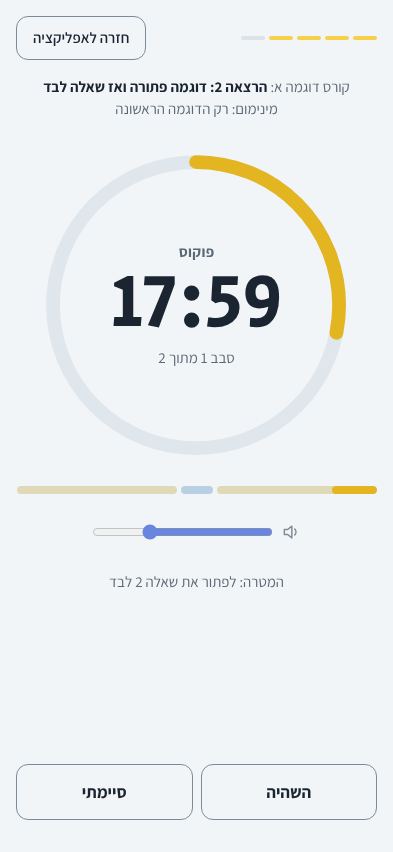 חזרה לאפליקציה
קורס דוגמה א: הרצאה 2: דוגמה פתורה ואז שאלה לבד
מינימום: רק הדוגמה הראשונה
פוקוס
17:59
סבב 1 מתוך 2
המטרה: לפתור את שאלה 2 לבד
השהיה
סיימתי